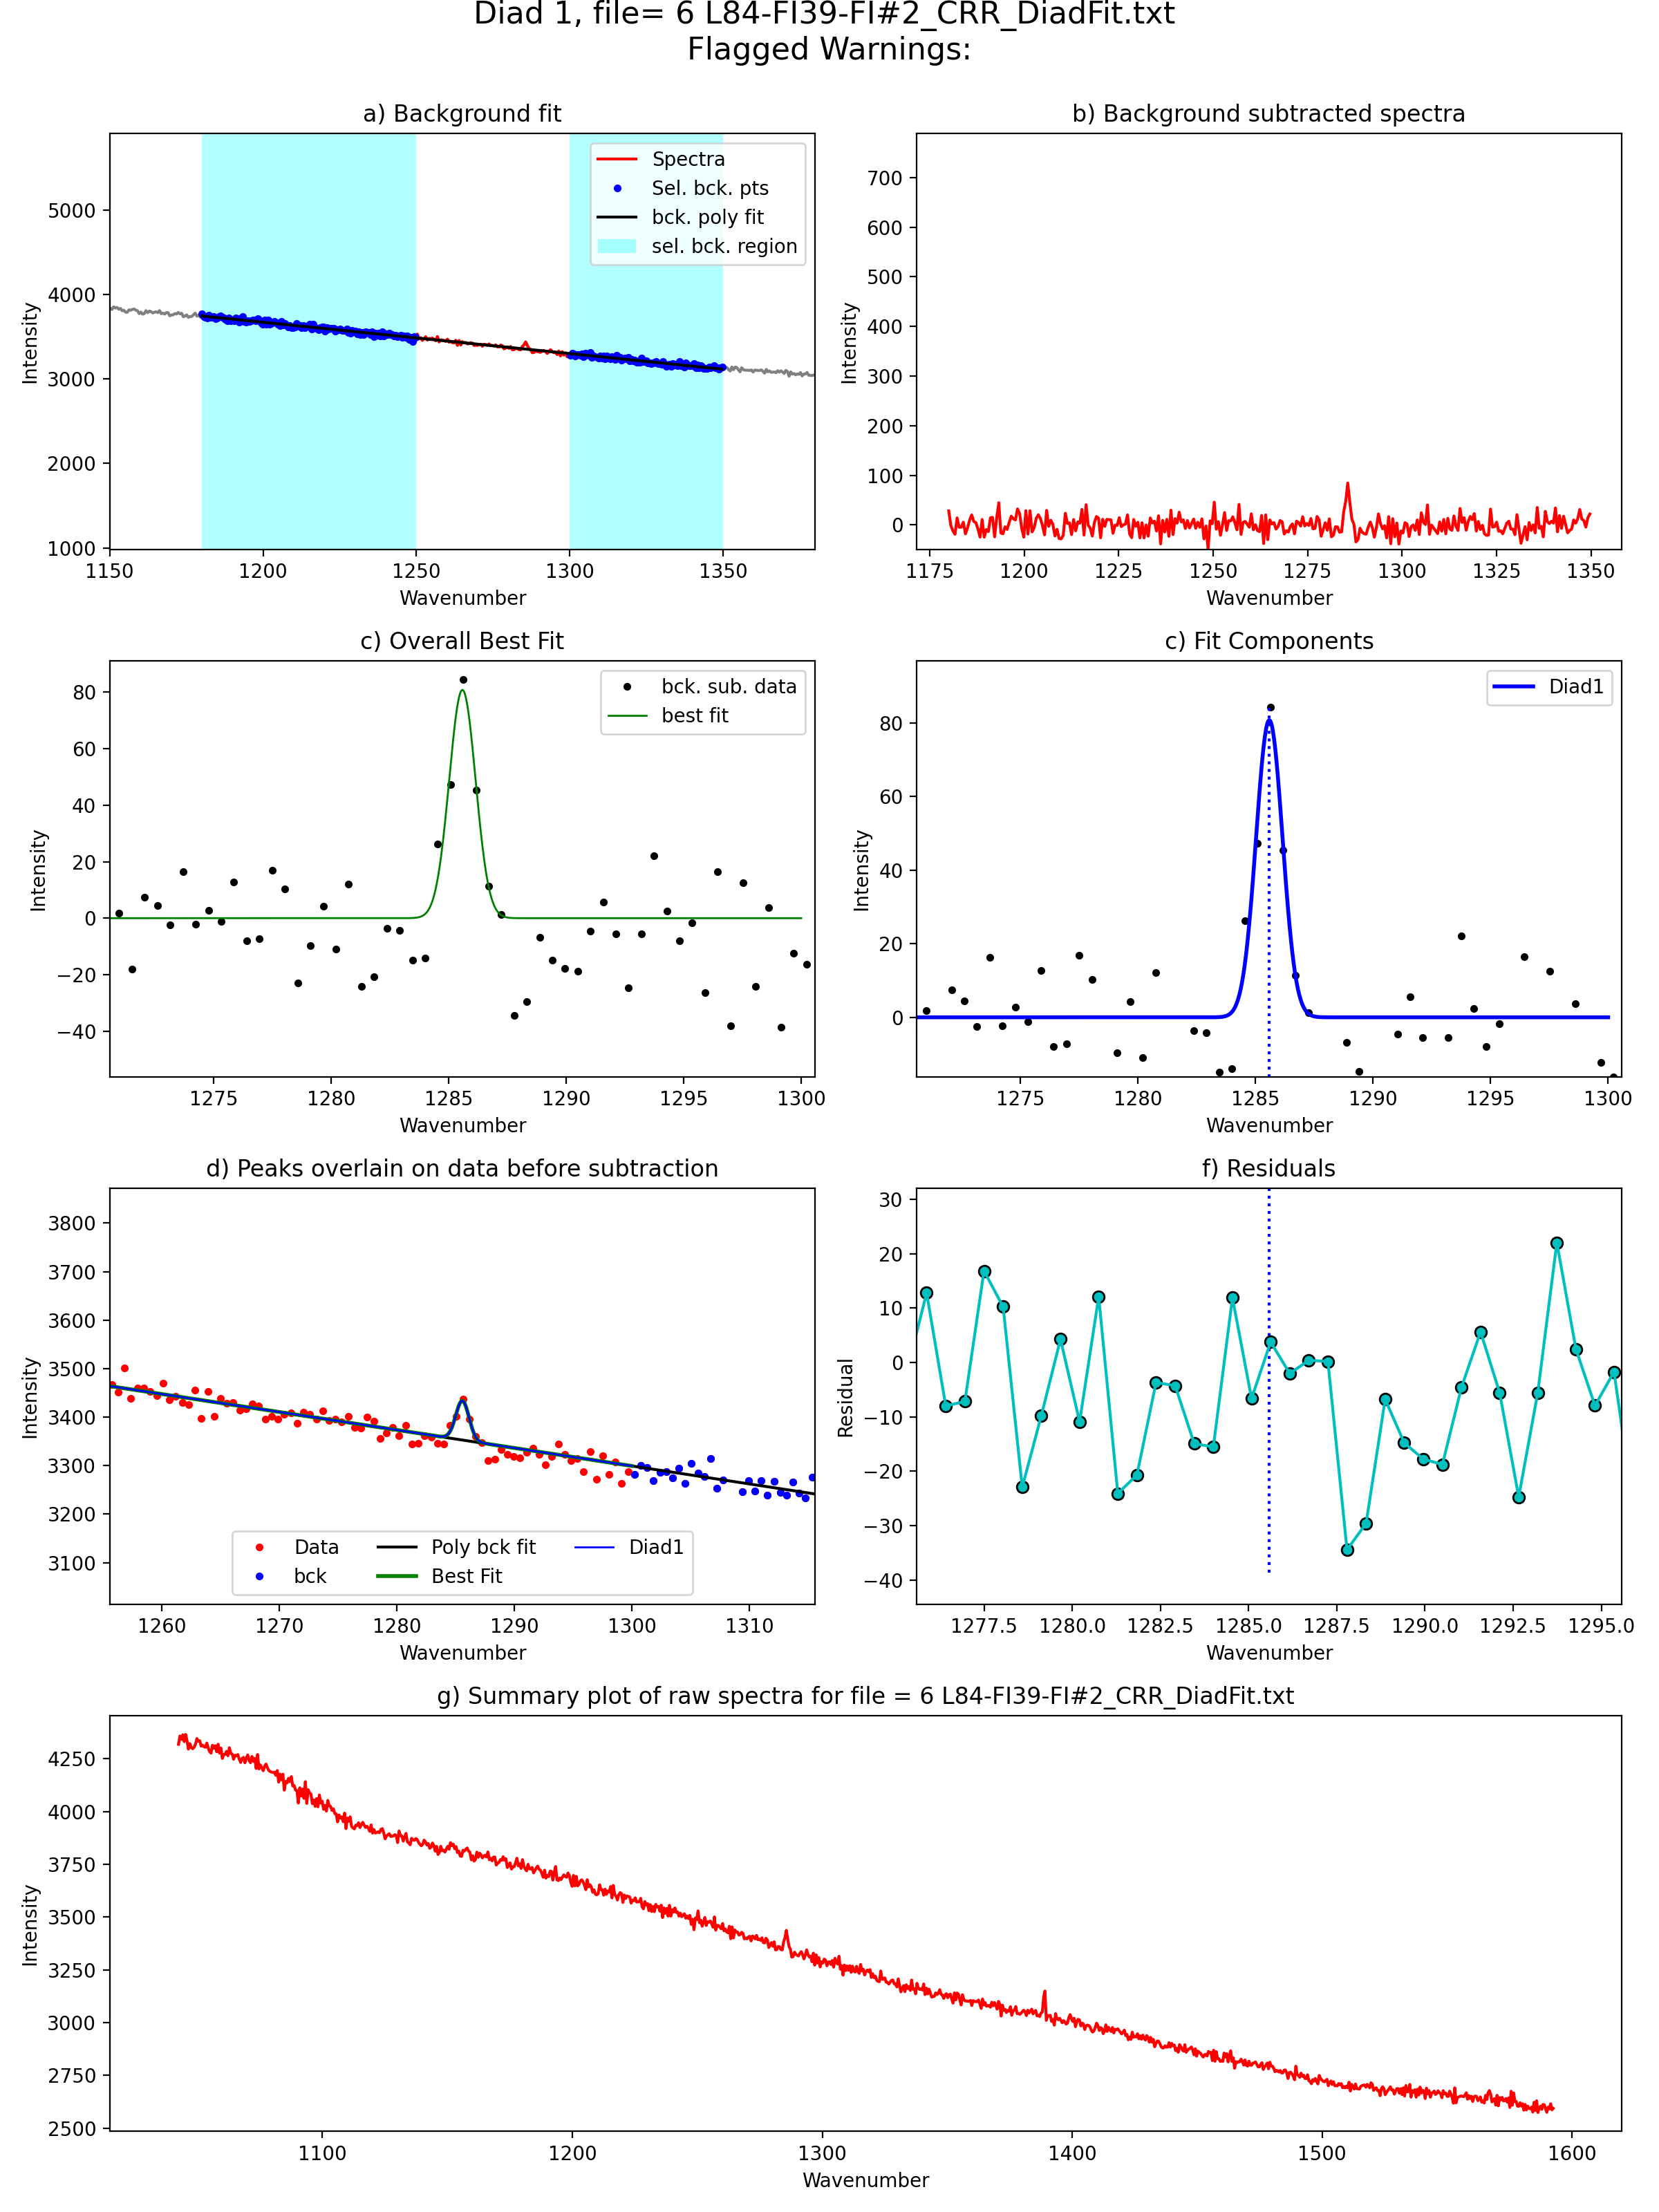 Diad 1, file= 6 L84-FI39-FI#2_CRR_DiadFit.txt
Flagged Warnings:
a) Background fit
Intensity
5000
4000
3000
2000
1000
Spectra
Sel. bck. pts
bck. poly fit
sel. bck. region
1150 1200 1250 1300 1350
Wavenumber
b) Background subtracted spectra
Intensity
700
600
500
400
300
200
100
0
1175 1200 1225 1250 1275 1300 1325 1350
Wavenumber
c) Overall Best Fit
Intensity
80
60
40
20
0
−20
−40
bck. sub. data
best fit
1275 1280 1285 1290 1295 1300
Wavenumber
c) Fit Components
Intensity
80
60
40
20
0
Diad1
1275 1280 1285 1290 1295 1300
Wavenumber
d) Peaks overlain on data before subtraction
Intensity
3800
3700
3600
3500
3400
3300
3200
3100
Data Poly bck fit Diad1
bck Best Fit
1260 1270 1280 1290 1300 1310
Wavenumber
f) Residuals
Residual
30
20
10
0
−10
−20
−30
−40
1277.5 1280.0 1282.5 1285.0 1287.5 1290.0 1292.5 1295.0
Wavenumber
g) Summary plot of raw spectra for file = 6 L84-FI39-FI#2_CRR_DiadFit.txt
Intensity
4250
4000
3750
3500
3250
3000
2750
2500
1100 1200 1300 1400 1500 1600
Wavenumber